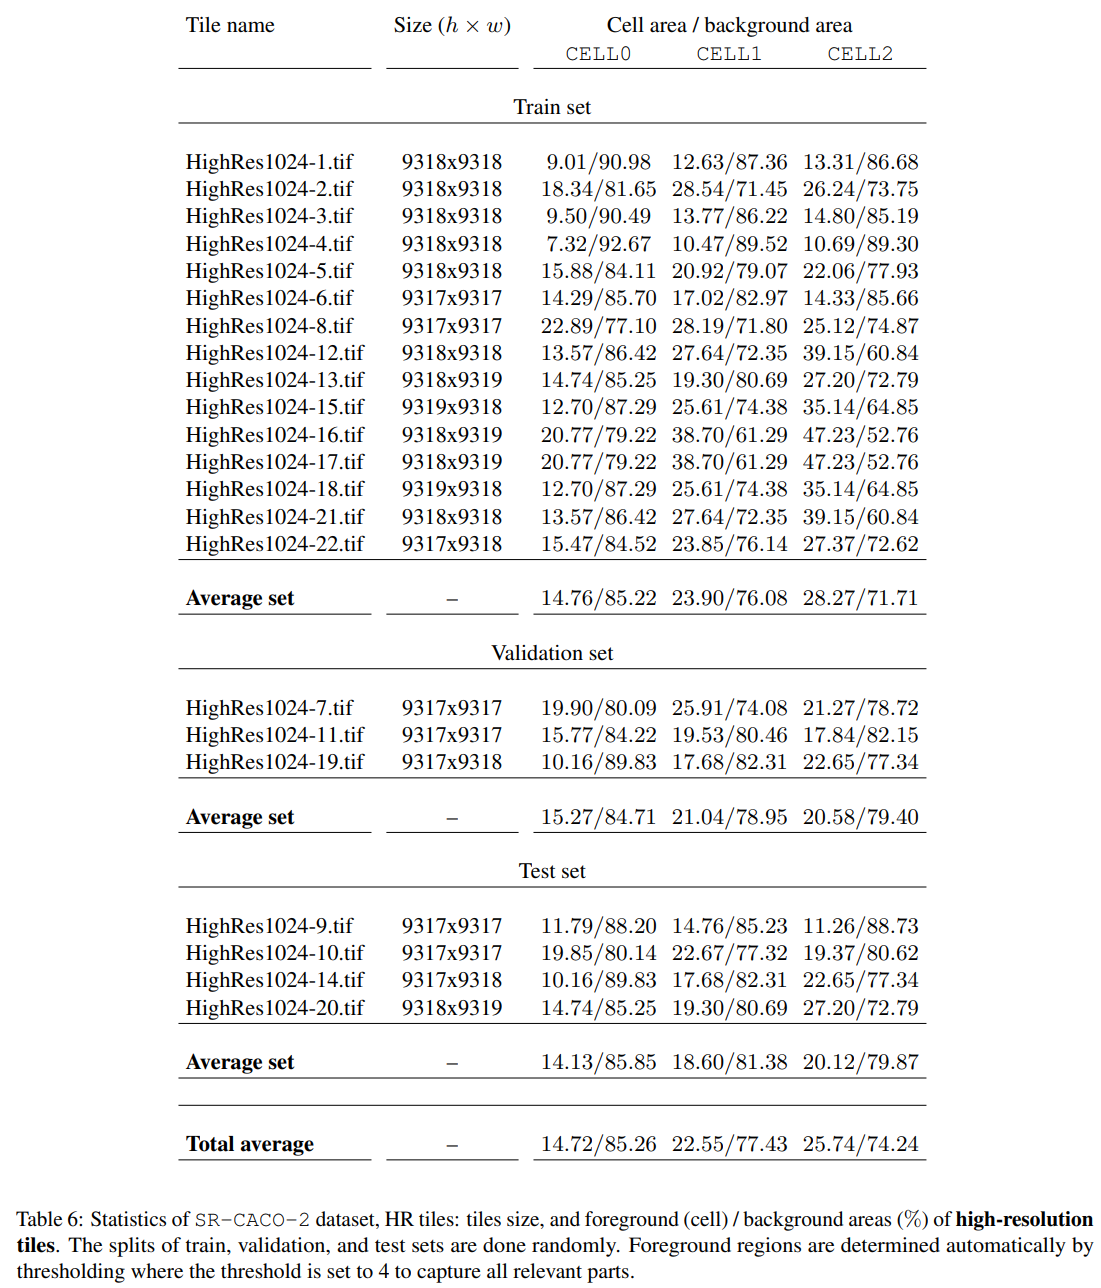 Tile name Size (h × w) Cell area / background area
CELL0 CELL1 CELL2
Train set
HighRes1024-1.tif 9318x9318 9.01/90.98 12.63/87.36 13.31/86.68
HighRes1024-2.tif 9318x9318 18.34/81.65 28.54/71.45 26.24/73.75
HighRes1024-3.tif 9318x9318 9.50/90.49 13.77/86.22 14.80/85.19
HighRes1024-4.tif 9318x9318 7.32/92.67 10.47/89.52 10.69/89.30
HighRes1024-5.tif 9318x9318 15.88/84.11 20.92/79.07 22.06/77.93
HighRes1024-6.tif 9317x9317 14.29/85.70 17.02/82.97 14.33/85.66
HighRes1024-8.tif 9317x9317 22.89/77.10 28.19/71.80 25.12/74.87
HighRes1024-12.tif 9318x9318 13.57/86.42 27.64/72.35 39.15/60.84
HighRes1024-13.tif 9318x9319 14.74/85.25 19.30/80.69 27.20/72.79
HighRes1024-15.tif 9319x9318 12.70/87.29 25.61/74.38 35.14/64.85
HighRes1024-16.tif 9318x9319 20.77/79.22 38.70/61.29 47.23/52.76
HighRes1024-17.tif 9318x9319 20.77/79.22 38.70/61.29 47.23/52.76
HighRes1024-18.tif 9319x9318 12.70/87.29 25.61/74.38 35.14/64.85
HighRes1024-21.tif 9318x9318 13.57/86.42 27.64/72.35 39.15/60.84
HighRes1024-22.tif 9317x9318 15.47/84.52 23.85/76.14 27.37/72.62
Average set – 14.76/85.22 23.90/76.08 28.27/71.71
Validation set
HighRes1024-7.tif 9317x9317 19.90/80.09 25.91/74.08 21.27/78.72
HighRes1024-11.tif 9317x9317 15.77/84.22 19.53/80.46 17.84/82.15
HighRes1024-19.tif 9317x9318 10.16/89.83 17.68/82.31 22.65/77.34
Average set – 15.27/84.71 21.04/78.95 20.58/79.40
Test set
HighRes1024-9.tif 9317x9317 11.79/88.20 14.76/85.23 11.26/88.73
HighRes1024-10.tif 9317x9317 19.85/80.14 22.67/77.32 19.37/80.62
HighRes1024-14.tif 9317x9318 10.16/89.83 17.68/82.31 22.65/77.34
HighRes1024-20.tif 9318x9319 14.74/85.25 19.30/80.69 27.20/72.79
Average set – 14.13/85.85 18.60/81.38 20.12/79.87
Total average – 14.72/85.26 22.55/77.43 25.74/74.24
Table 6: Statistics of SR-CACO-2 dataset, HR tiles: tiles size, and foreground (cell) / background areas (%) of high-resolution
tiles. The splits of train, validation, and test sets are done randomly. Foreground regions are determined automatically by
thresholding where the threshold is set to 4 to capture all relevant parts.